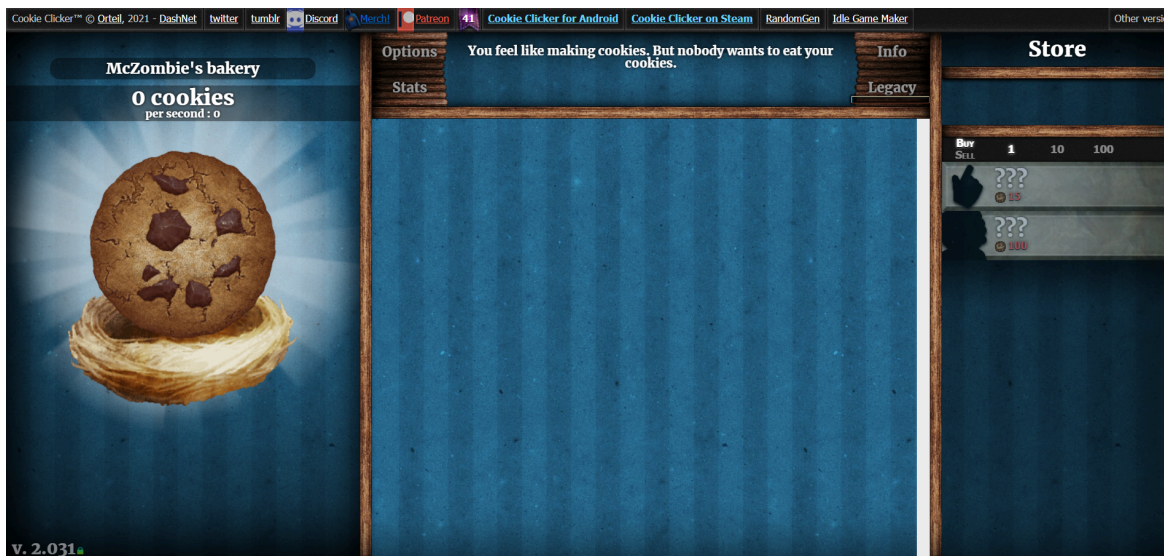 Cookie Clicker™ © Orteil, 2021 - DashNet twitter tumblr Discord Merch! Patreon 41 Cookie Clicker for Android Cookie Clicker on Steam RandomGen Idle Game Maker Other versi
McZombie's bakery
0 cookies
per second : 0
v. 2.031
Options
Stats
You feel like making cookies. But nobody wants to eat your
cookies.
Info
Legacy
Store
Buy
Sell
1 10 100
???
15
???
100